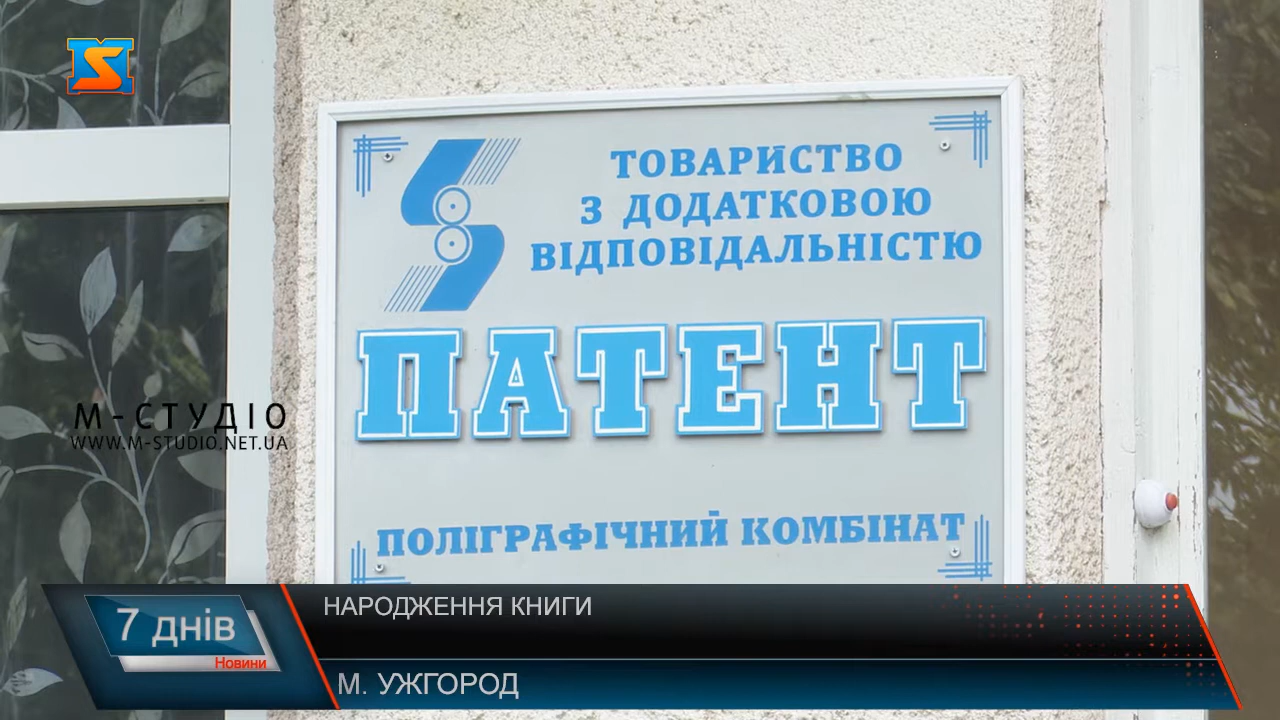 ТОВАРИСТВО
З ДОДАТКОВОЮ
ВІДПОВІДАЛЬНІСТЮ
ПАТЕНТ
ПОЛІГРАФІЧНИЙ КОМБІНАТ
М-СТУДІО
WWW.M-STUDIO.NET.UA
7 днів
Новини
НАРОДЖЕННЯ КНИГИ
М. УЖГОРОД